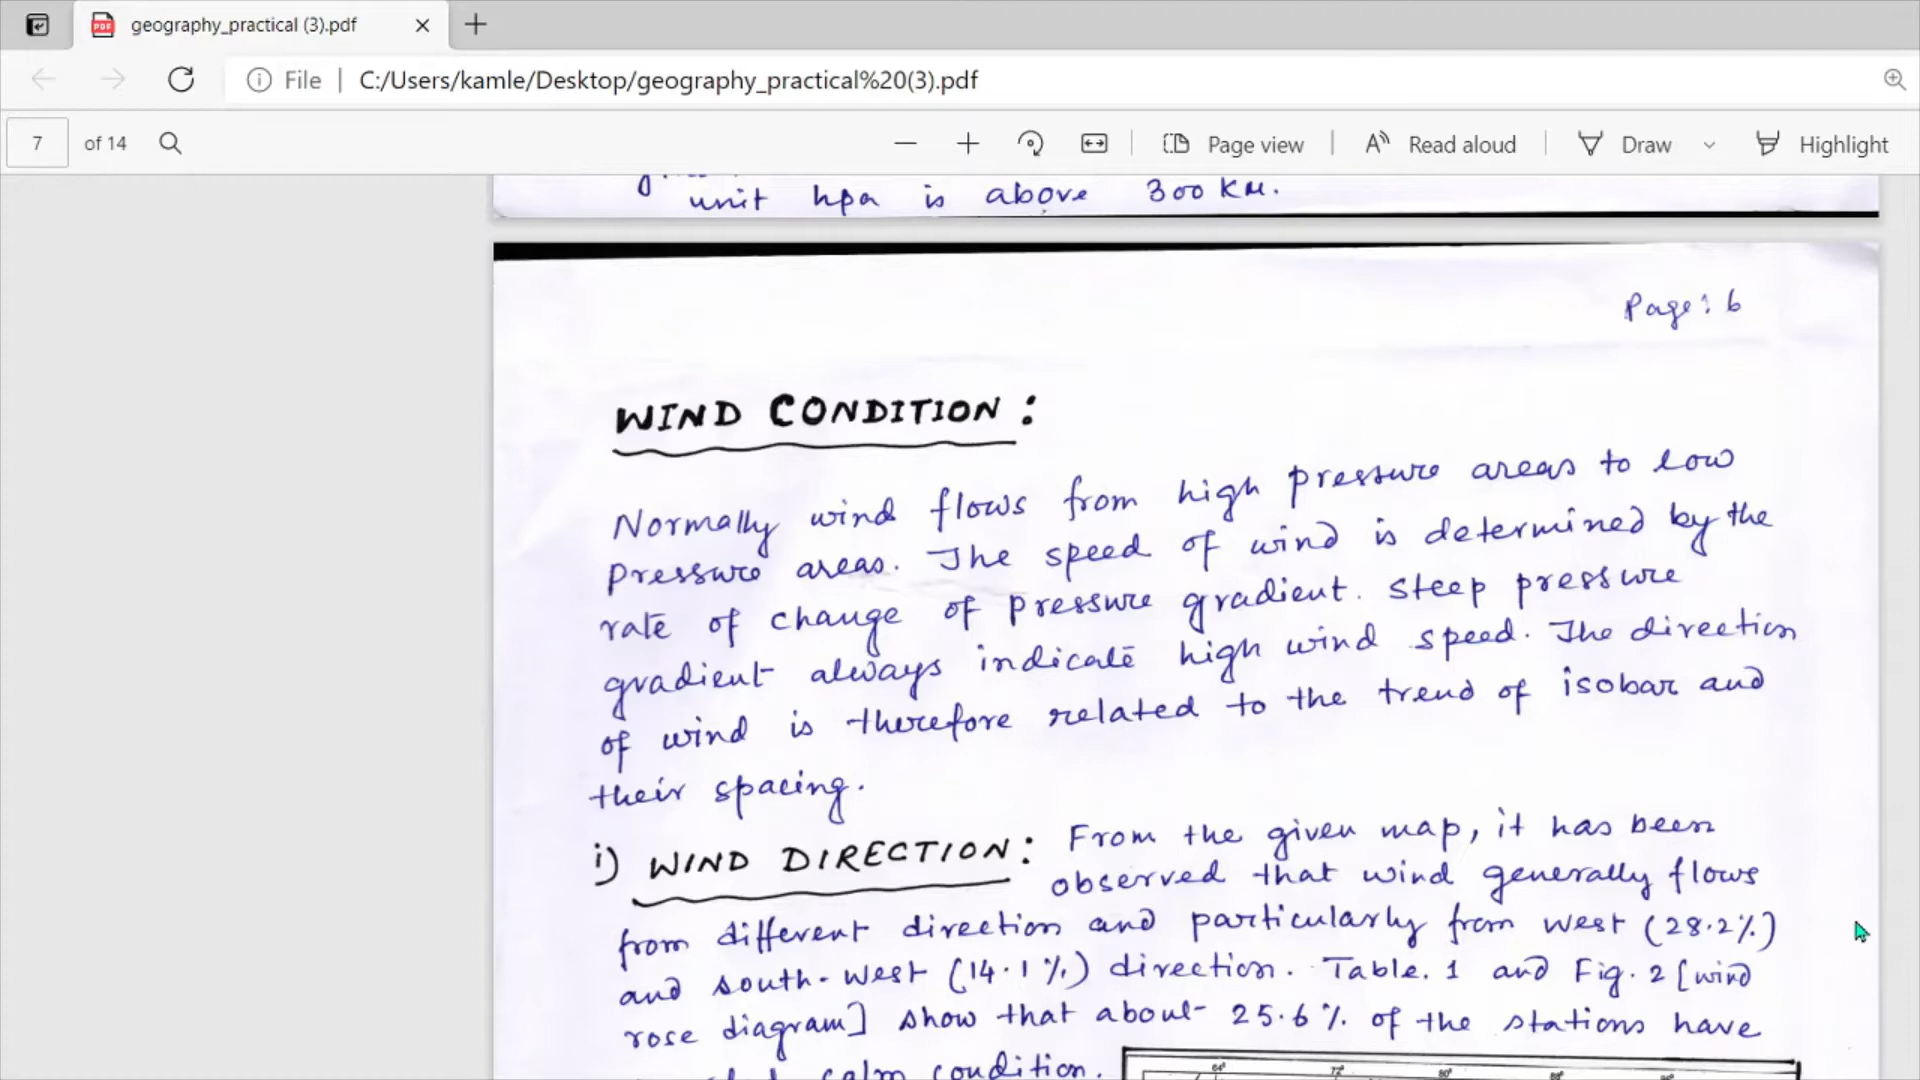 geography_practical (3).pdf
File | C:/Users/kamle/Desktop/geography_practical%20(3).pdf
7 of 14 Page view Read aloud Draw Highlight
unit hpa is above 300 KM.
Page: 6
WIND CONDITION:
Normally wind flows from high pressure areas to low
pressure areas. The speed of wind is determined by the
rate of change of pressure gradient. steep pressure
gradient always indicate high wind speed. The direction
of wind is therefore related to the trend of isobar and
their spacing.
i) WIND DIRECTION: From the given map, it has been
observed that wind generally flows
from different direction and particularly from west (28.2%)
and south-west (14.1%) direction. Table. 1 and Fig. 2 [wind
rose diagram] show that about 25.6% of the stations have
calm condition.
64° 72° 80° 88°